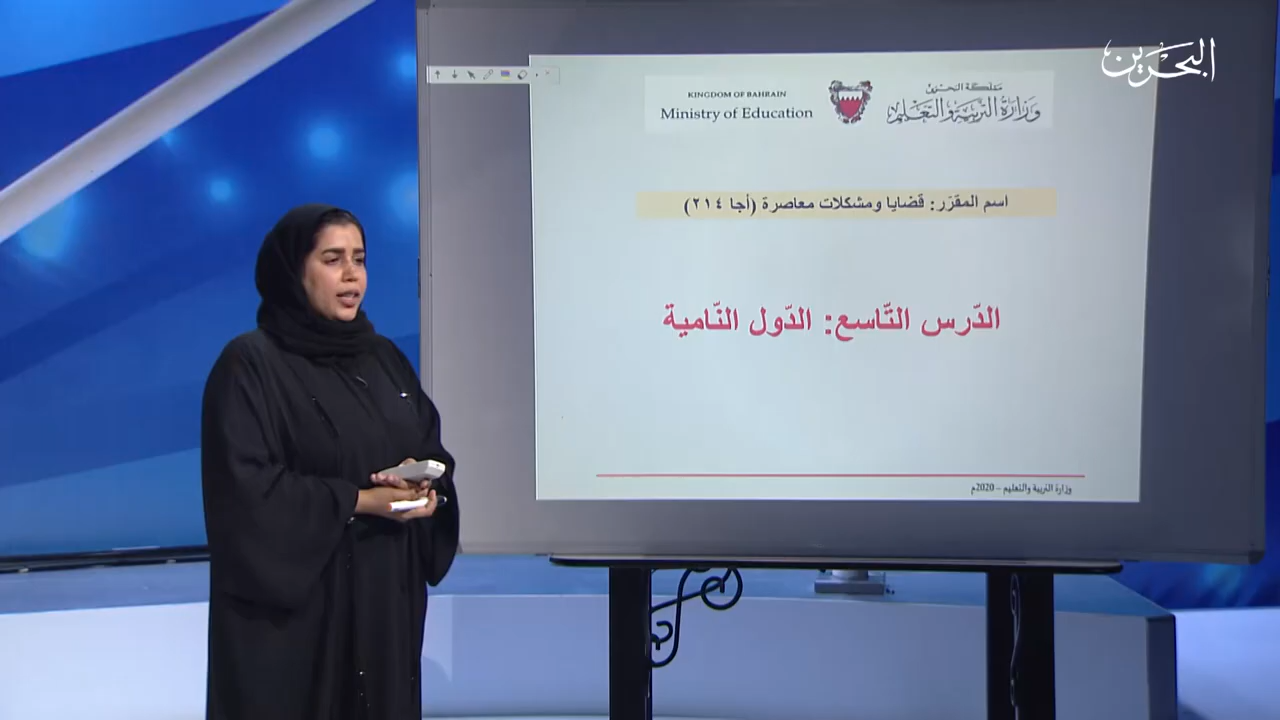 البحرين
KINGDOM OF BAHRAIN
Ministry of Education
مملكة البحرين
وزارة التربية والتعليم
اسم المقرّر: قضايا ومشكلات معاصرة (أجا ٢١٤)
الدّرس التّاسع: الدّول النّامية
وزارة التربية والتعليم – 2020م